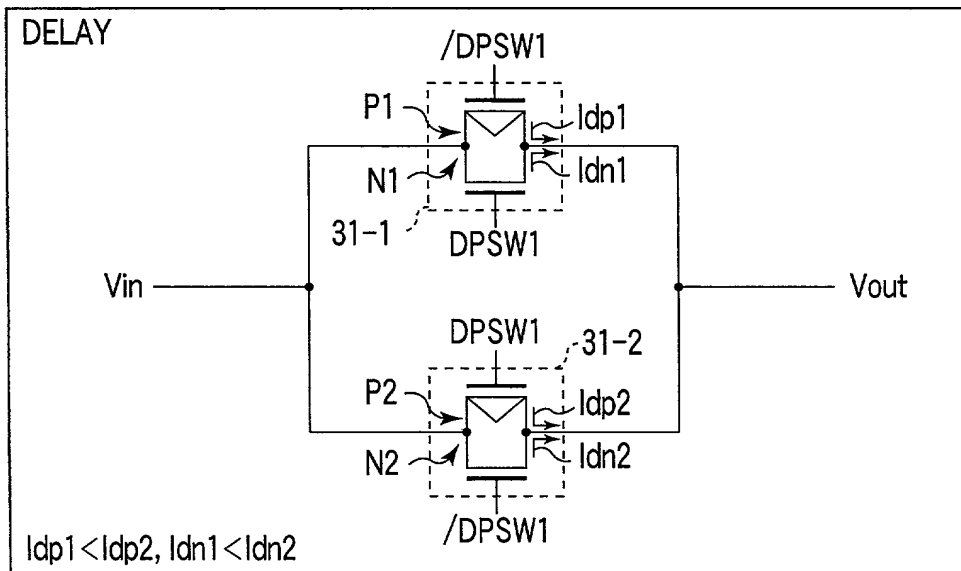 DELAY
/DPSW1
P1
Idp1
N1
Idn1
31-1
DPSW1
Vin
Vout
DPSW1
31-2
P2
Idp2
N2
Idn2
/DPSW1
Idp1<Idp2, Idn1<Idn2